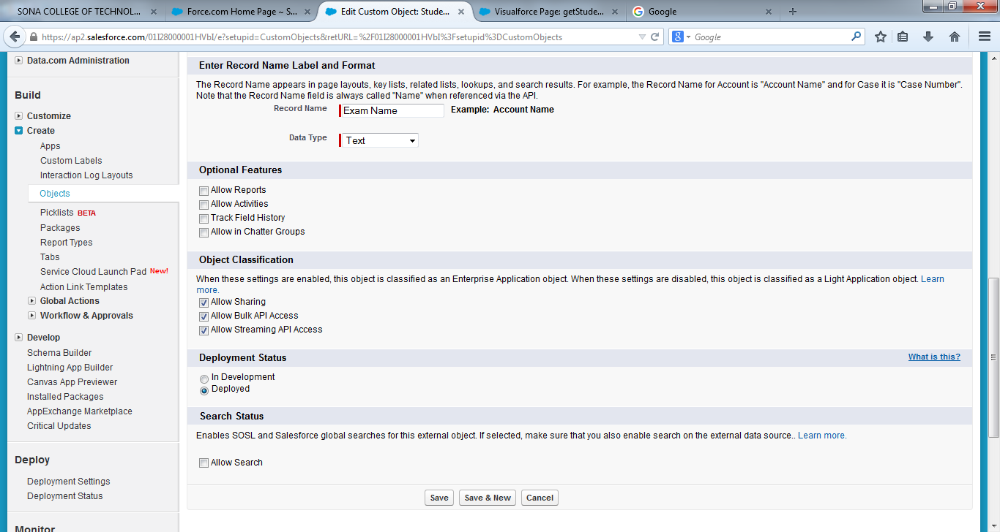 SONA COLLEGE OF TECHNOL...
Force.com Home Page ~ S...
Edit Custom Object: Stude...
Visualforce Page: getStude...
Google
https://ap2.salesforce.com/01I28000001HVbI/e?setupid=CustomObjects&retURL=%2F01I28000001HVbI%3Fsetupid%3DCustomObjects
Google
Data.com Administration
Build
Customize
Create
Apps
Custom Labels
Interaction Log Layouts
Objects
Picklists BETA
Packages
Report Types
Tabs
Service Cloud Launch Pad New!
Action Link Templates
Global Actions
Workflow & Approvals
Develop
Schema Builder
Lightning App Builder
Canvas App Previewer
Installed Packages
AppExchange Marketplace
Critical Updates
Deploy
Deployment Settings
Deployment Status
Monitor
Enter Record Name Label and Format
The Record Name appears in page layouts, key lists, related lists, lookups, and search results. For example, the Record Name for Account is "Account Name" and for Case it is "Case Number".
Note that the Record Name field is always called "Name" when referenced via the API.
Record Name Exam Name Example: Account Name
Data Type Text
Optional Features
Allow Reports
Allow Activities
Track Field History
Allow in Chatter Groups
Object Classification
When these settings are enabled, this object is classified as an Enterprise Application object. When these settings are disabled, this object is classified as a Light Application object. Learn
more.
Allow Sharing
Allow Bulk API Access
Allow Streaming API Access
Deployment Status What is this?
In Development
Deployed
Search Status
Enables SOSL and Salesforce global searches for this external object. If selected, make sure that you also enable search on the external data source.. Learn more.
Allow Search
Save Save & New Cancel